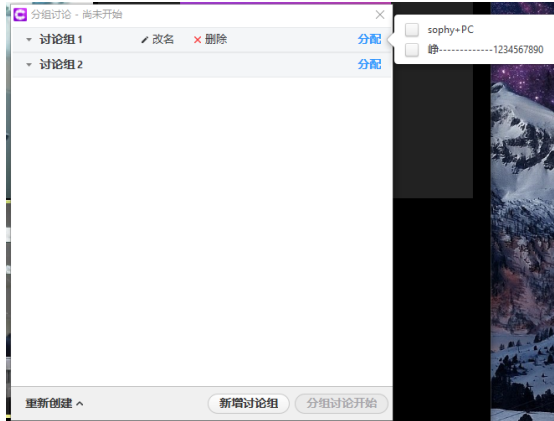 分组讨论 - 尚未开始
讨论组1 改名 删除 分配
讨论组2 分配
sophy+PC
峥-------------1234567890
重新创建 新增讨论组 分组讨论开始